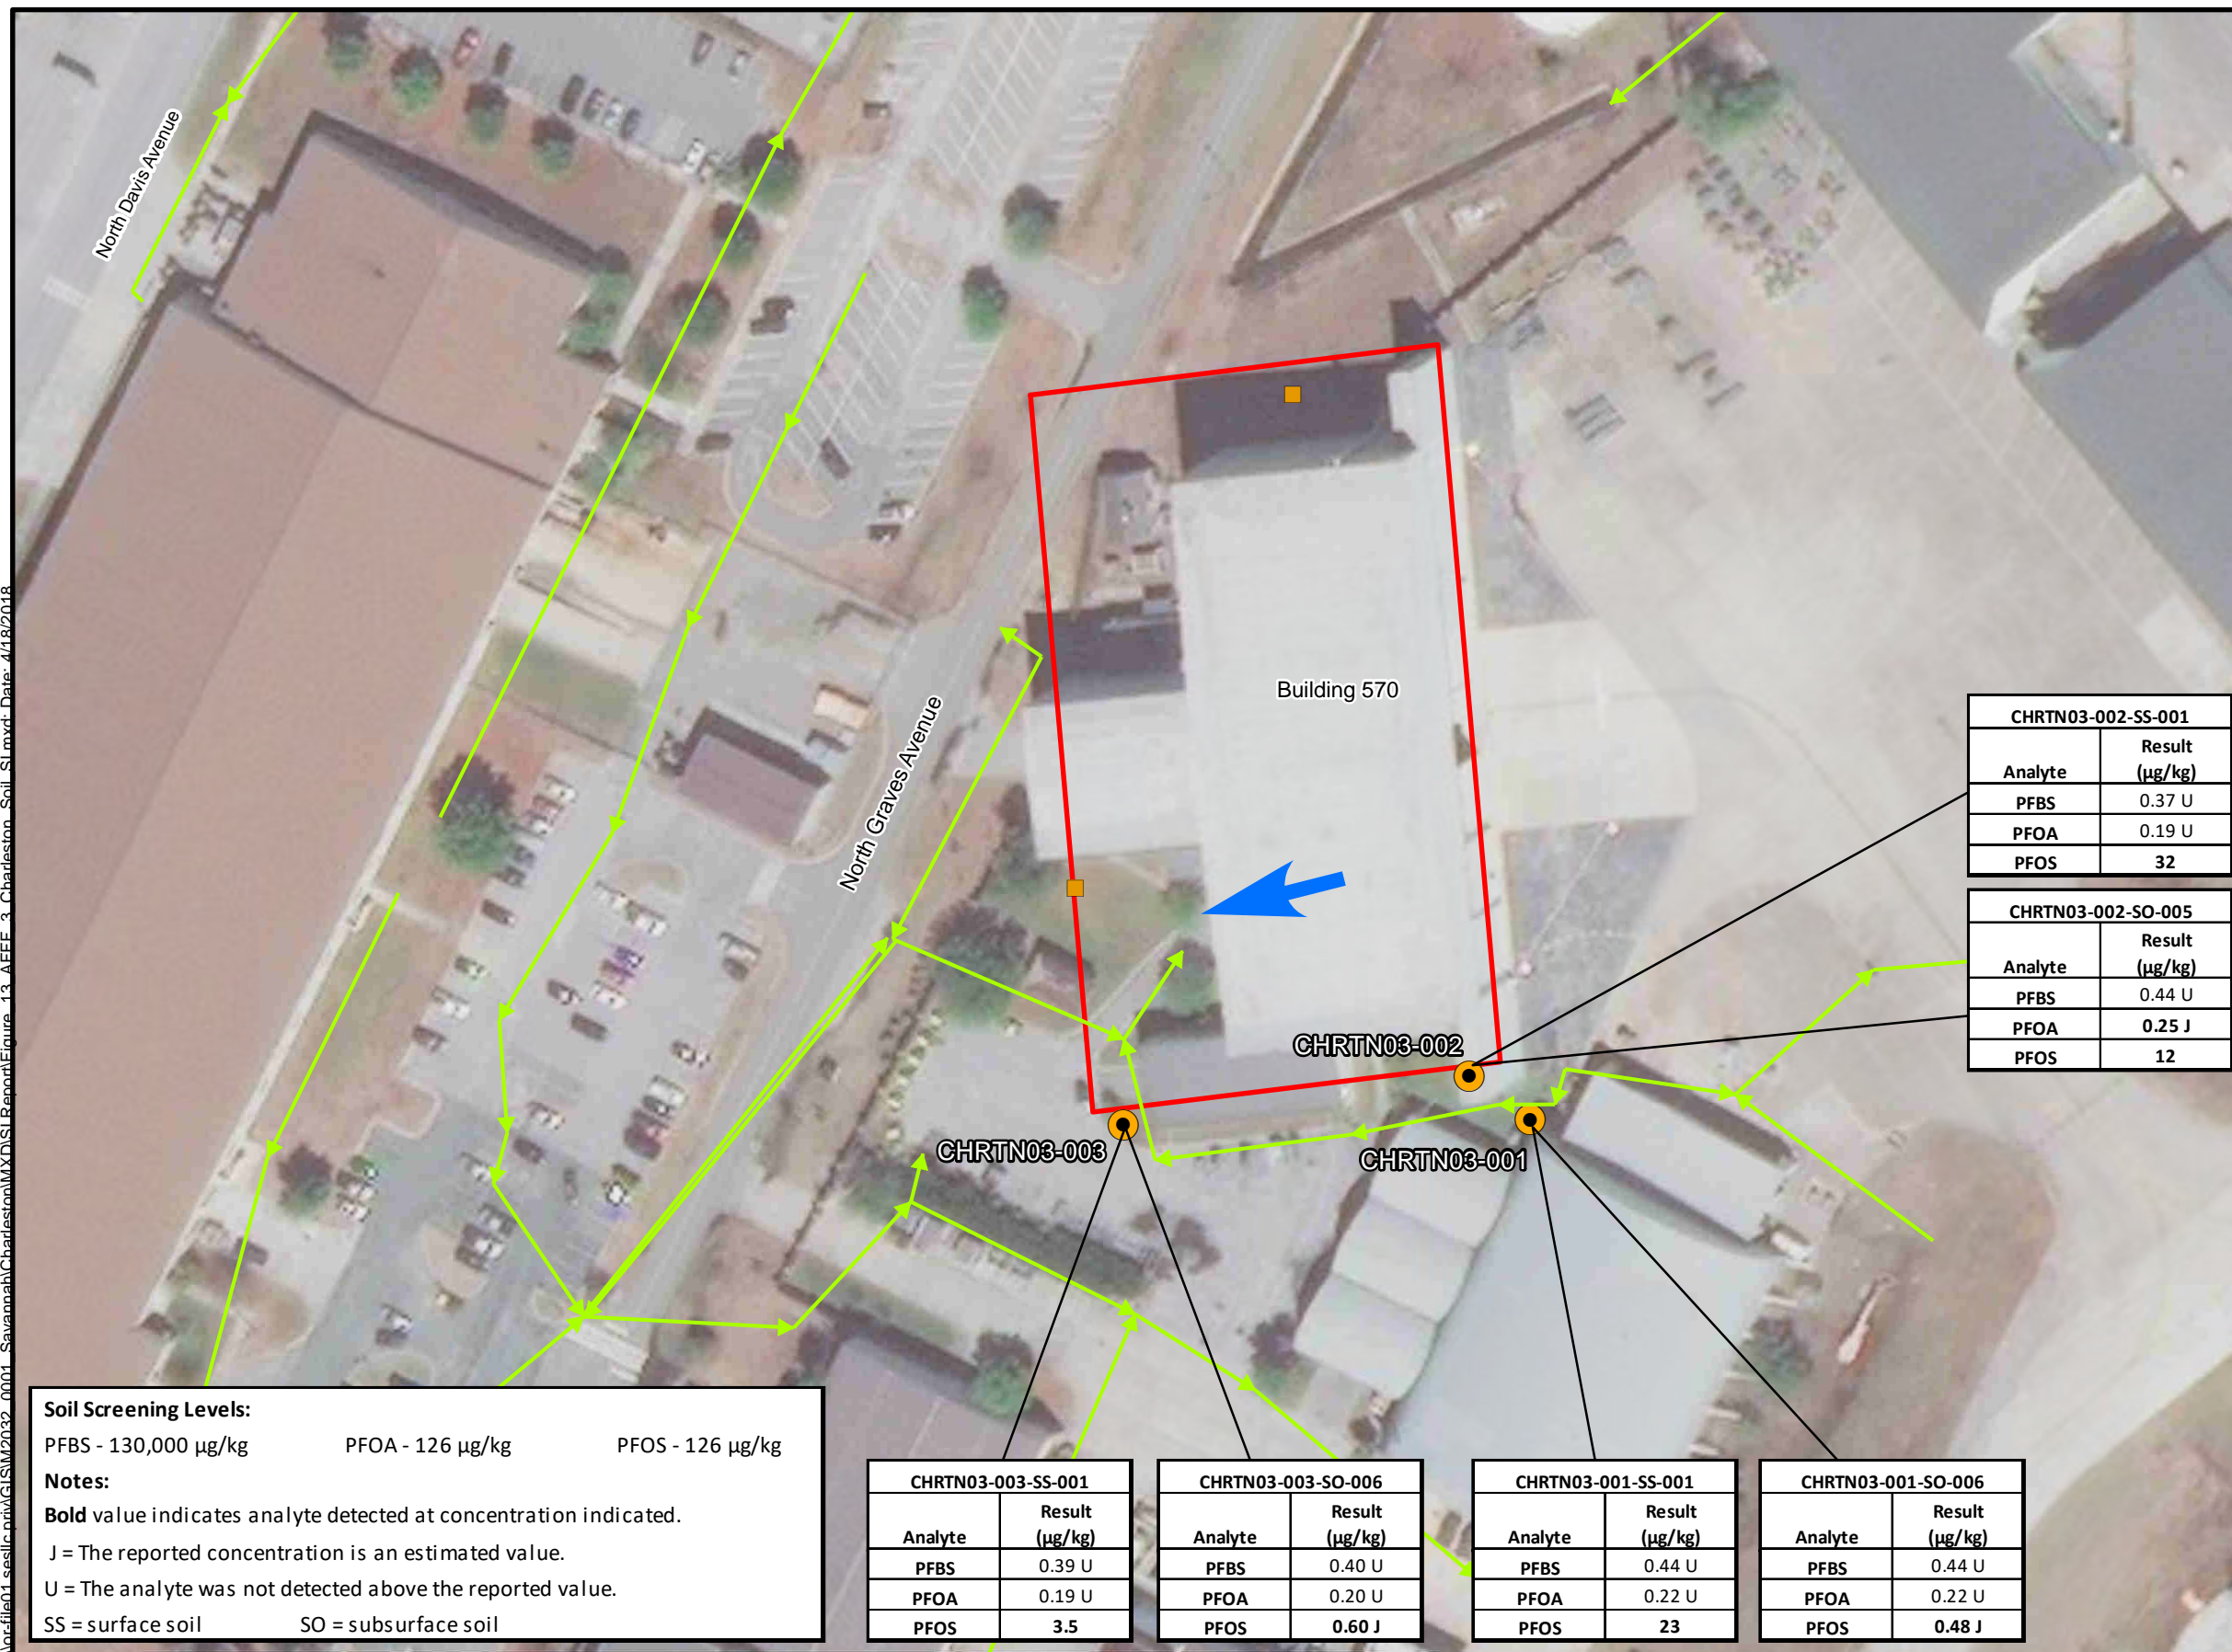 North Davis Avenue
North Graves Avenue
Building 570
CHRTN03-002
CHRTN03-003
CHRTN03-001
CHRTN03-002-SS-001
Analyte Result (µg/kg)
PFBS 0.37 U
PFOA 0.19 U
PFOS 32
CHRTN03-002-SO-005
Analyte Result (µg/kg)
PFBS 0.44 U
PFOA 0.25 J
PFOS 12
Soil Screening Levels:
PFBS - 130,000 µg/kg PFOA - 126 µg/kg PFOS - 126 µg/kg
Notes:
Bold value indicates analyte detected at concentration indicated.
J = The reported concentration is an estimated value.
U = The analyte was not detected above the reported value.
SS = surface soil SO = subsurface soil
CHRTN03-003-SS-001
Analyte Result (µg/kg)
PFBS 0.39 U
PFOA 0.19 U
PFOS 3.5
CHRTN03-003-SO-006
Analyte Result (µg/kg)
PFBS 0.40 U
PFOA 0.20 U
PFOS 0.60 J
CHRTN03-001-SS-001
Analyte Result (µg/kg)
PFBS 0.44 U
PFOA 0.22 U
PFOS 23
CHRTN03-001-SO-006
Analyte Result (µg/kg)
PFBS 0.44 U
PFOA 0.22 U
PFOS 0.48 J